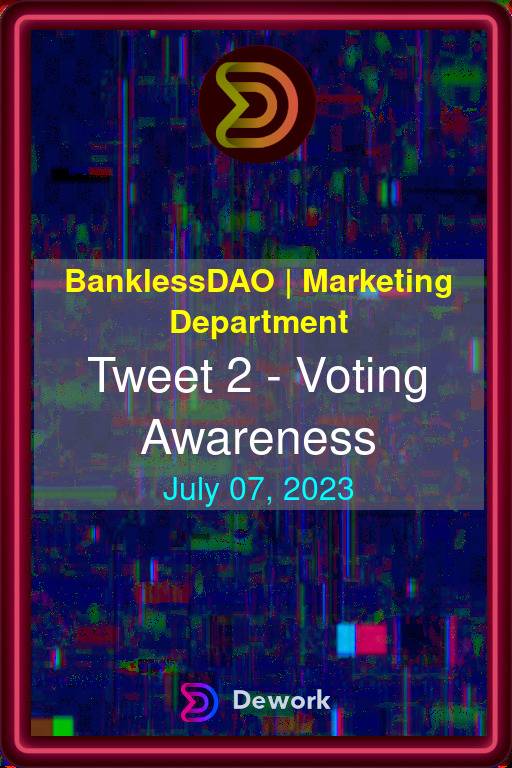 BanklessDAO | Marketing
Department
Tweet 2 - Voting
Awareness
July 07, 2023
Dework